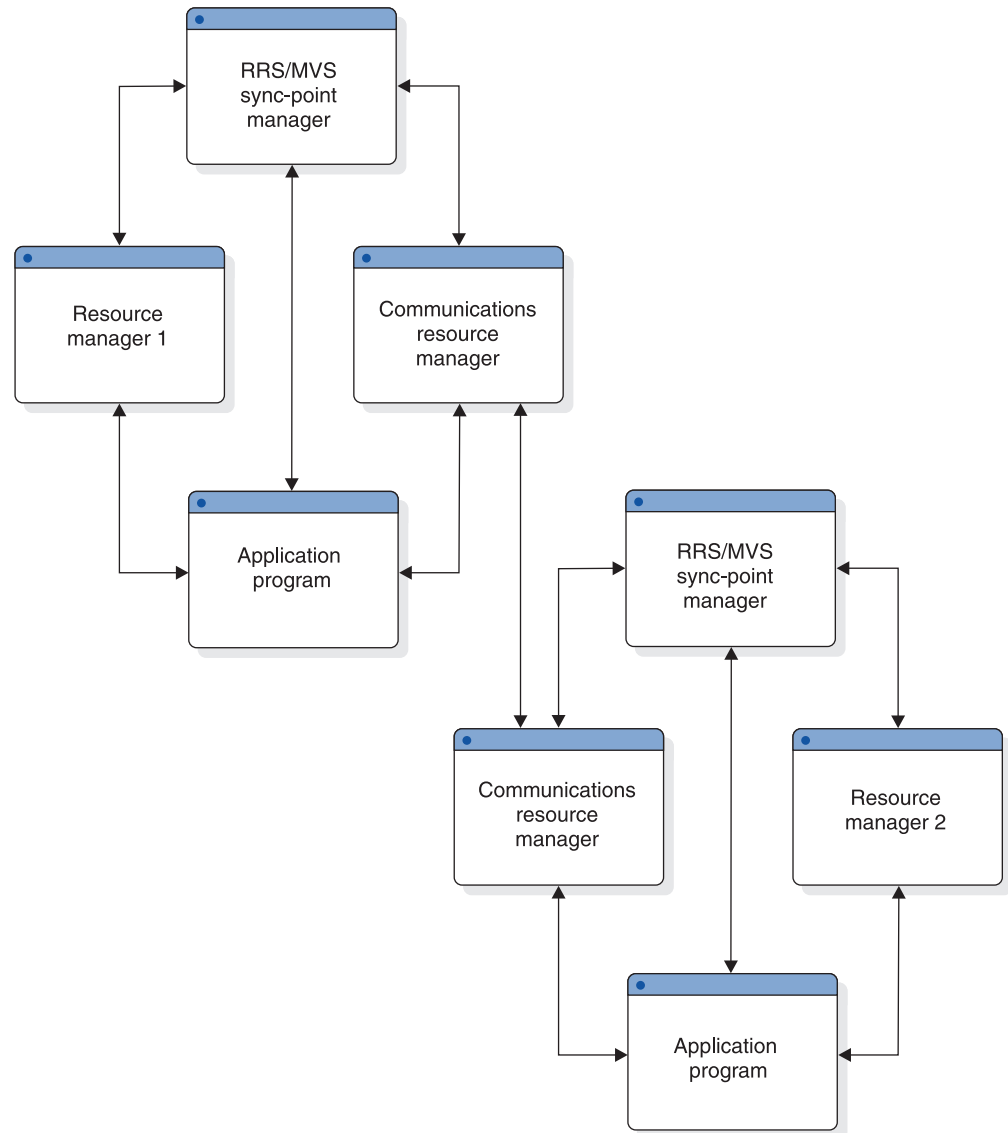 RRS/MVS
sync-point
manager
Resource
manager 1
Communications
resource
manager
Application
program
RRS/MVS
sync-point
manager
Communications
resource
manager
Resource
manager 2
Application
program